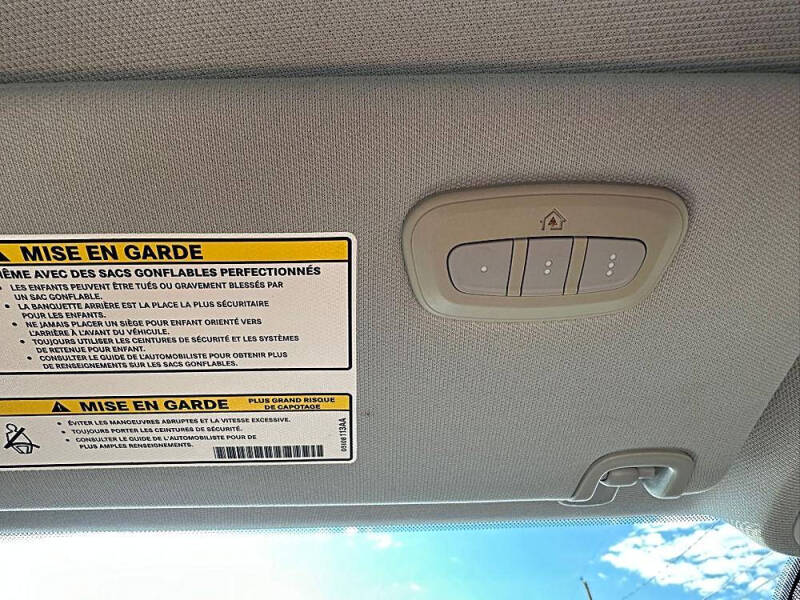 MISE EN GARDE
MÊME AVEC DES SACS GONFLABLES PERFECTIONNÉS
• LES ENFANTS PEUVENT ÊTRE TUÉS OU GRAVEMENT BLESSÉS PAR
UN SAC GONFLABLE.
• LA BANQUETTE ARRIÈRE EST LA PLACE LA PLUS SÉCURITAIRE
POUR LES ENFANTS.
• NE JAMAIS PLACER UN SIÈGE POUR ENFANT ORIENTÉ VERS
L'ARRIÈRE À L'AVANT DU VÉHICULE.
• TOUJOURS UTILISER LES CEINTURES DE SÉCURITÉ ET LES SYSTÈMES
DE RETENUE POUR ENFANT.
• CONSULTER LE GUIDE DE L'AUTOMOBILISTE POUR OBTENIR PLUS
DE RENSEIGNEMENTS SUR LES SACS GONFLABLES.
MISE EN GARDE PLUS GRAND RISQUE
DE CAPOTAGE
• ÉVITER LES MANŒUVRES ABRUPTES ET LA VITESSE EXCESSIVE.
• TOUJOURS PORTER LES CEINTURES DE SÉCURITÉ.
• CONSULTER LE GUIDE DE L'AUTOMOBILISTE POUR DE
PLUS AMPLES RENSEIGNEMENTS.